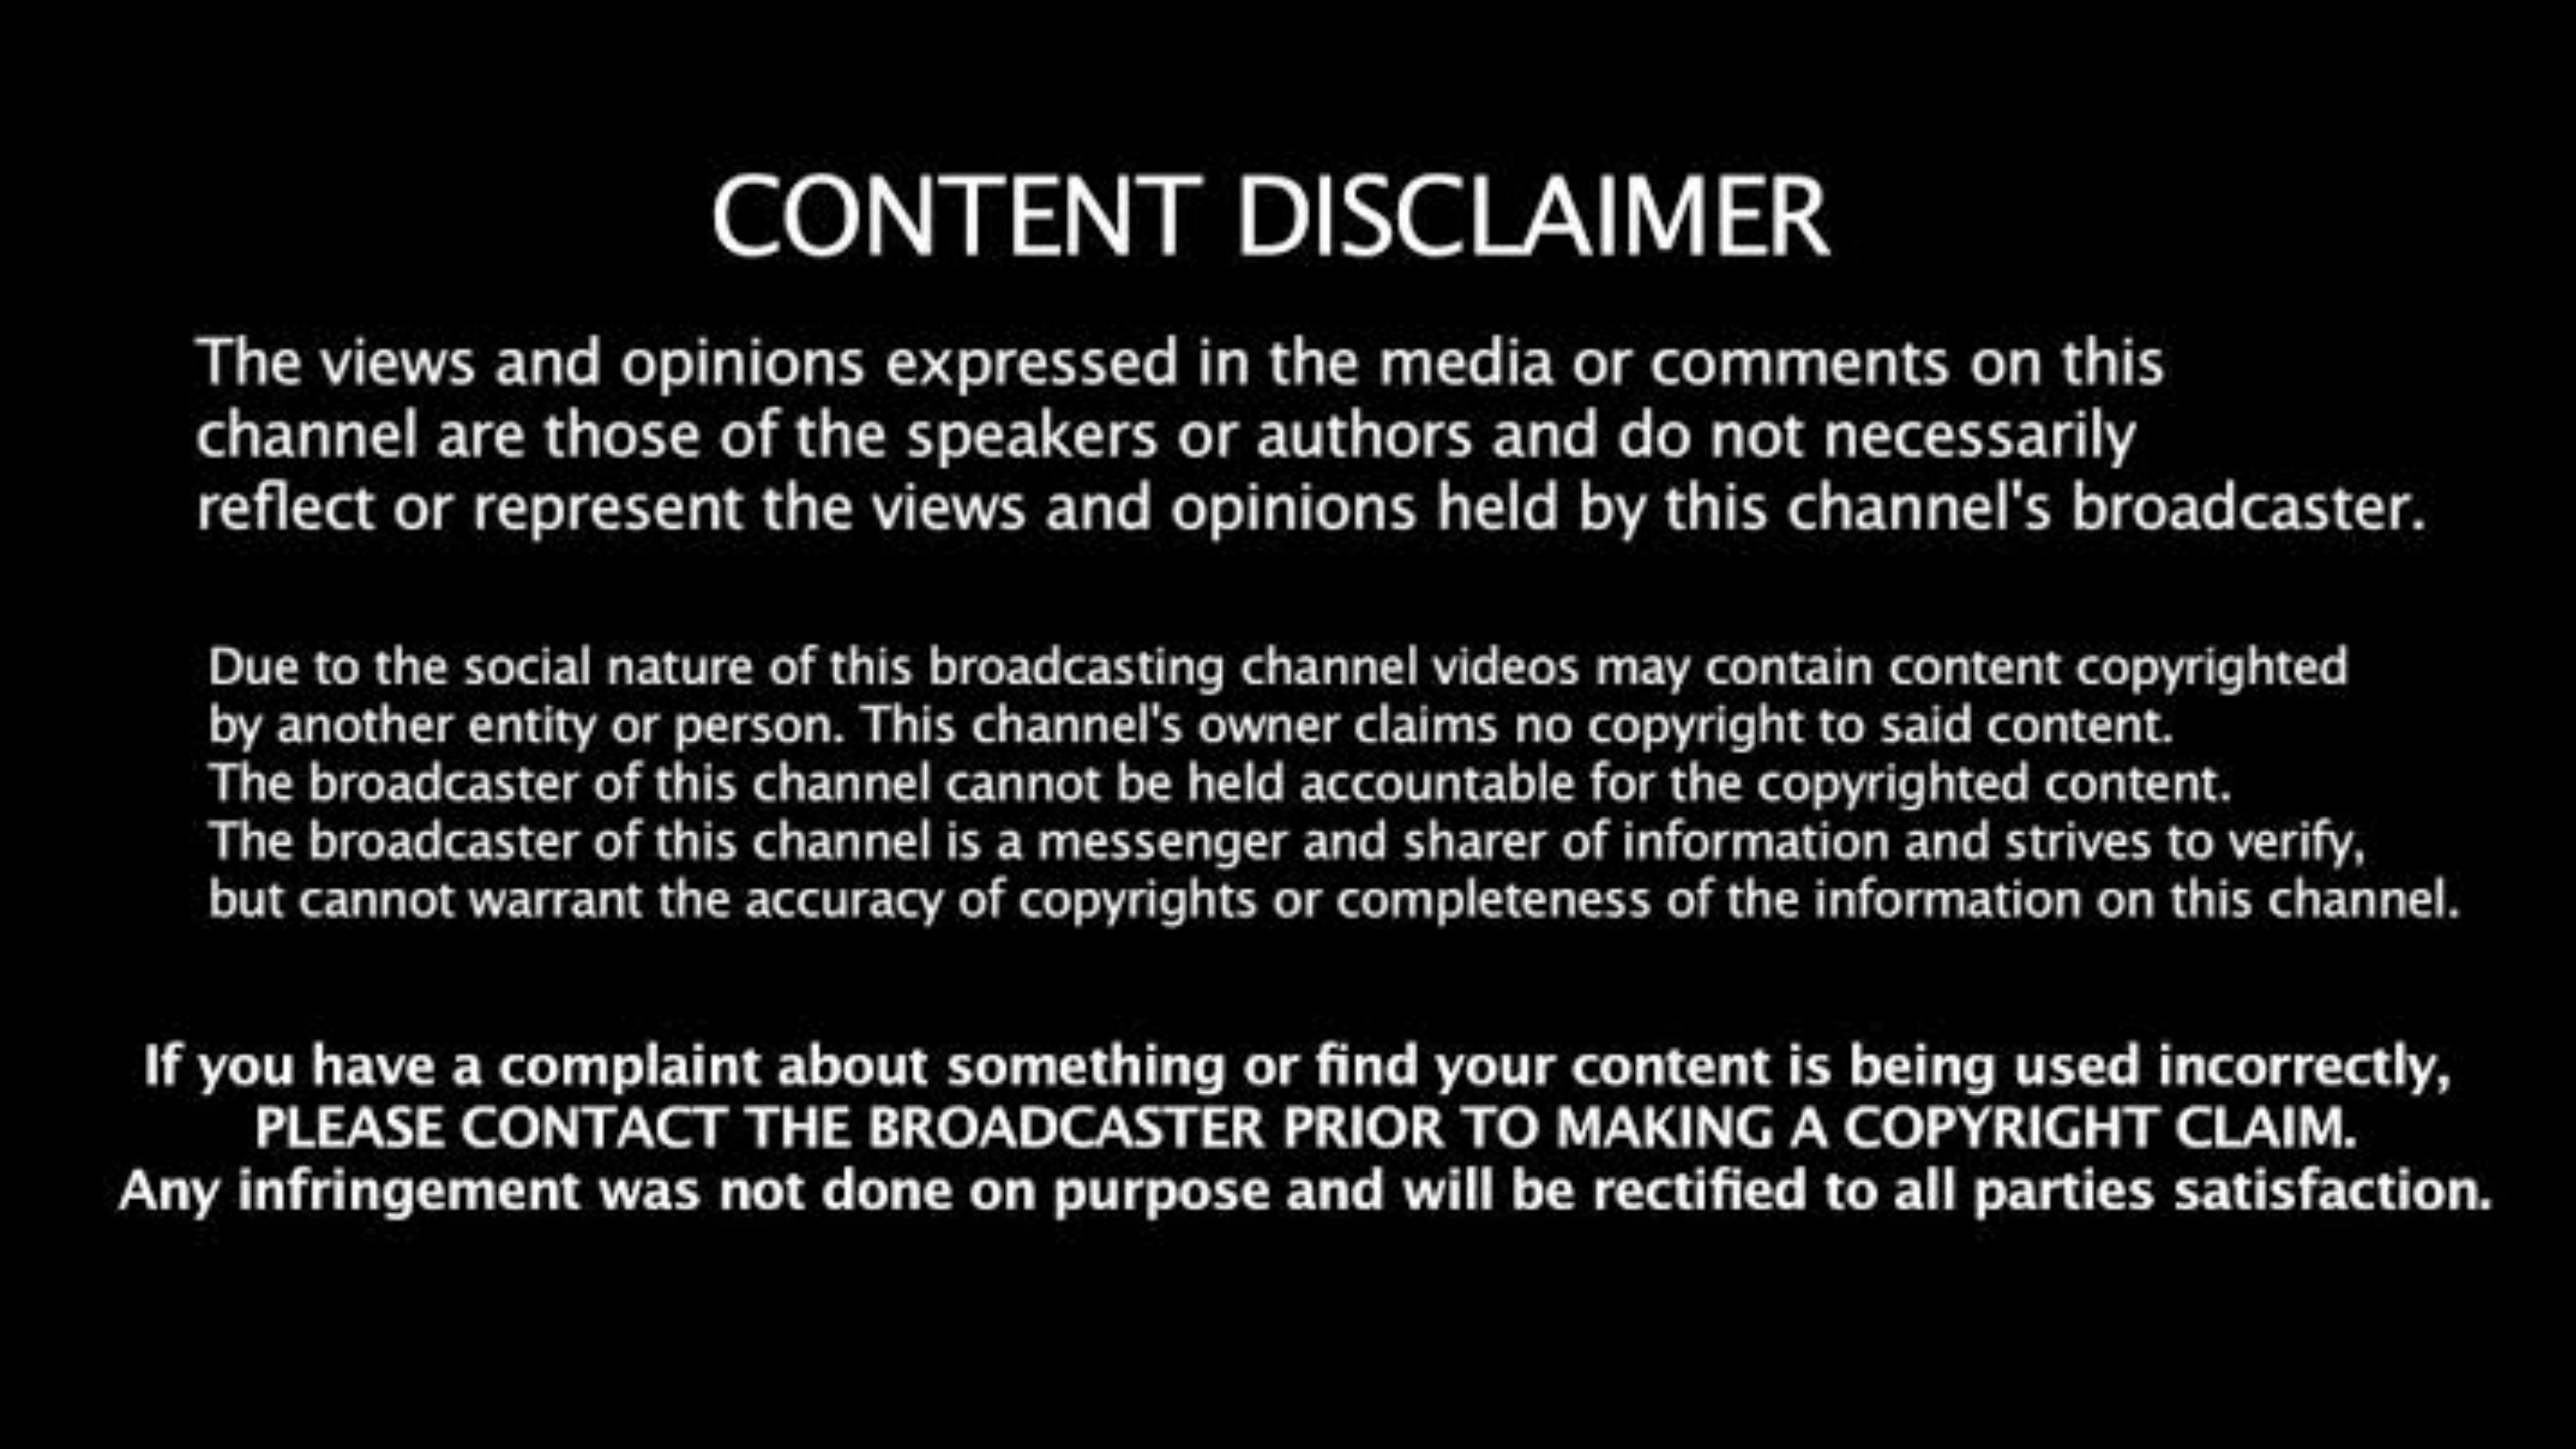 CONTENT DISCLAIMER
The views and opinions expressed in the media or comments on this
channel are those of the speakers or authors and do not necessarily
reflect or represent the views and opinions held by this channel's broadcaster.
Due to the social nature of this broadcasting channel videos may contain content copyrighted
by another entity or person. This channel's owner claims no copyright to said content.
The broadcaster of this channel cannot be held accountable for the copyrighted content.
The broadcaster of this channel is a messenger and sharer of information and strives to verify,
but cannot warrant the accuracy of copyrights or completeness of the information on this channel.
If you have a complaint about something or find your content is being used incorrectly,
PLEASE CONTACT THE BROADCASTER PRIOR TO MAKING A COPYRIGHT CLAIM.
Any infringement was not done on purpose and will be rectified to all parties satisfaction.